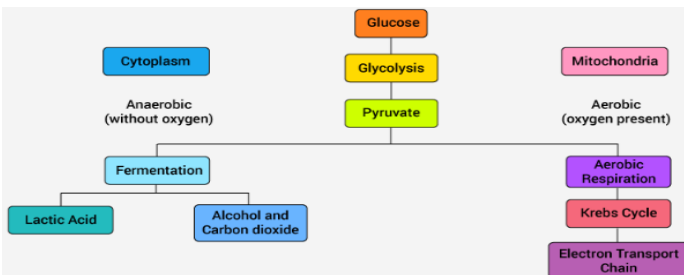 Glucose
Cytoplasm
Glycolysis
Mitochondria
Anaerobic
(without oxygen)
Pyruvate
Aerobic
(oxygen present)
Fermentation
Aerobic
Respiration
Lactic Acid
Alcohol and
Carbon dioxide
Krebs Cycle
Electron Transport
Chain